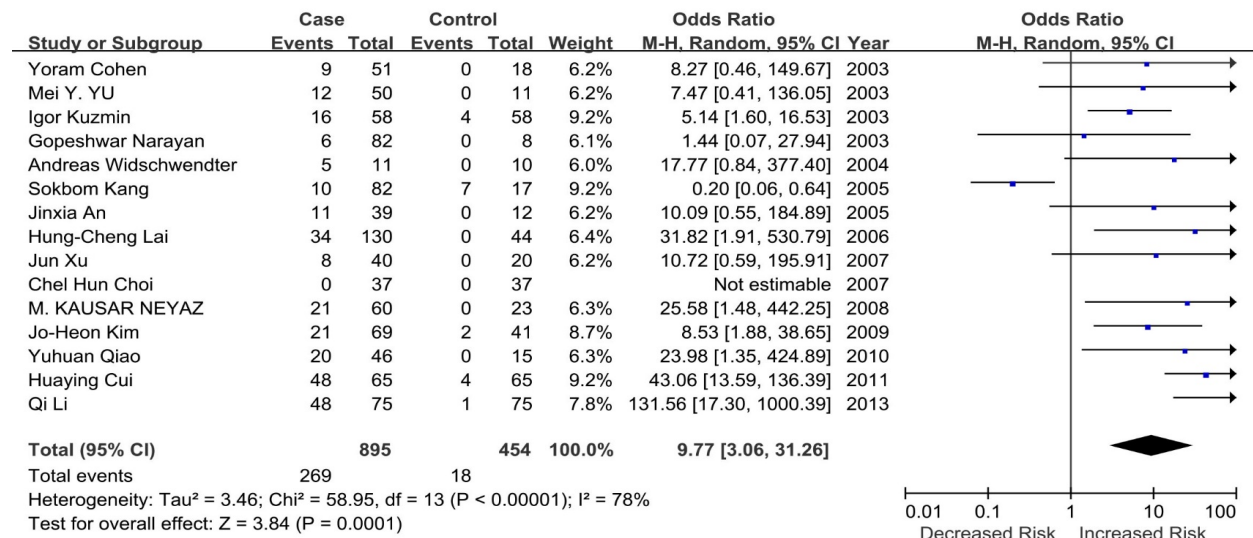 Case Control Odds Ratio Odds Ratio
Study or Subgroup Events Total Events Total Weight M-H, Random, 95% CI Year M-H, Random, 95% CI
Yoram Cohen 9 51 0 18 6.2% 8.27 [0.46, 149.67] 2003
Mei Y. YU 12 50 0 11 6.2% 7.47 [0.41, 136.05] 2003
Igor Kuzmin 16 58 4 58 9.2% 5.14 [1.60, 16.53] 2003
Gopeshwar Narayan 6 82 0 8 6.1% 1.44 [0.07, 27.94] 2003
Andreas Widschwendter 5 11 0 10 6.0% 17.77 [0.84, 377.40] 2004
Sokbom Kang 10 82 7 17 9.2% 0.20 [0.06, 0.64] 2005
Jinxia An 11 39 0 12 6.2% 10.09 [0.55, 184.89] 2005
Hung-Cheng Lai 34 130 0 44 6.4% 31.82 [1.91, 530.79] 2006
Jun Xu 8 40 0 20 6.2% 10.72 [0.59, 195.91] 2007
Chel Hun Choi 0 37 0 37 Not estimable 2007
M. KAUSAR NEYAZ 21 60 0 23 6.3% 25.58 [1.48, 442.25] 2008
Jo-Heon Kim 21 69 2 41 8.7% 8.53 [1.88, 38.65] 2009
Yuhuan Qiao 20 46 0 15 6.3% 23.98 [1.35, 424.89] 2010
Huaying Cui 48 65 4 65 9.2% 43.06 [13.59, 136.39] 2011
Qi Li 48 75 1 75 7.8% 131.56 [17.30, 1000.39] 2013
Total (95% CI) 895 454 100.0% 9.77 [3.06, 31.26]
Total events 269 18
Heterogeneity: Tau² = 3.46; Chi² = 58.95, df = 13 (P < 0.00001); I² = 78%
Test for overall effect: Z = 3.84 (P = 0.0001)
0.01 0.1 1 10 100
Decreased Risk Increased Risk